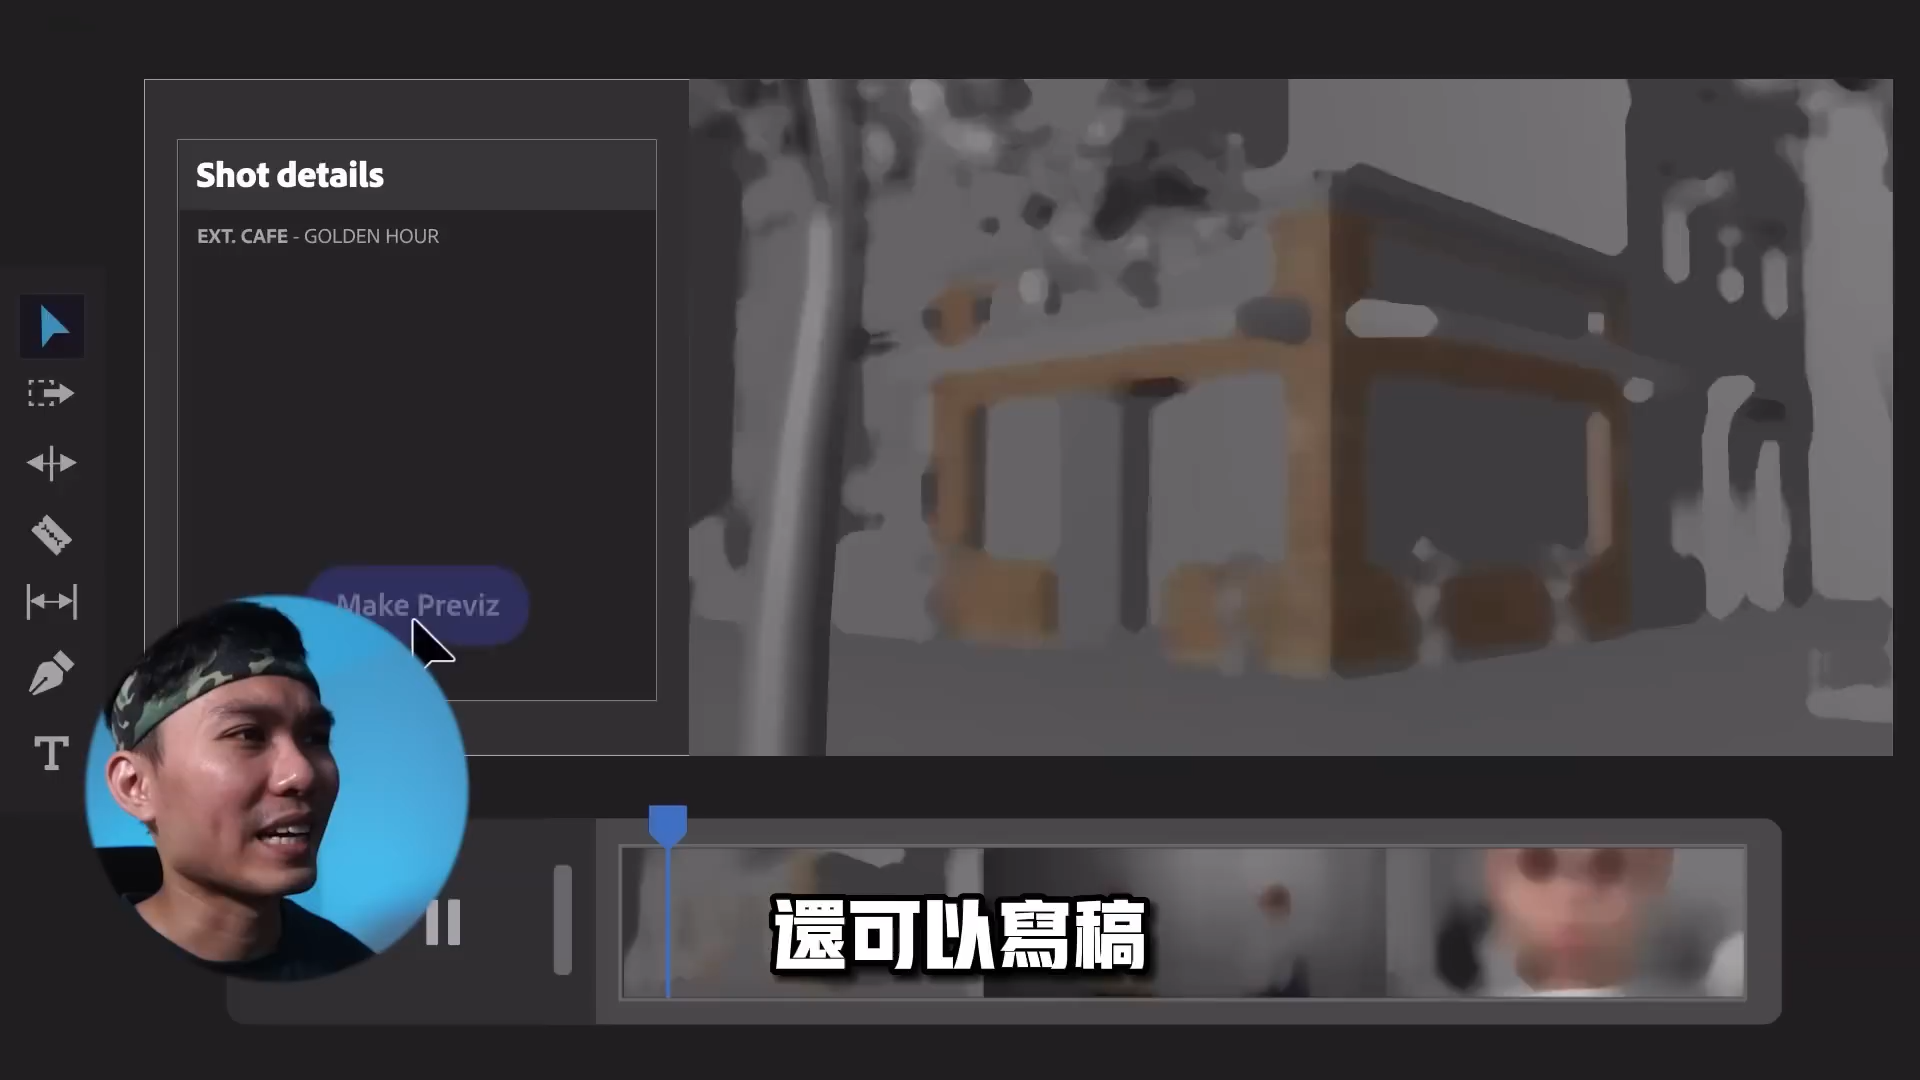 Shot details
EXT. CAFE - GOLDEN HOUR
Make Previz
T
還可以寫稿